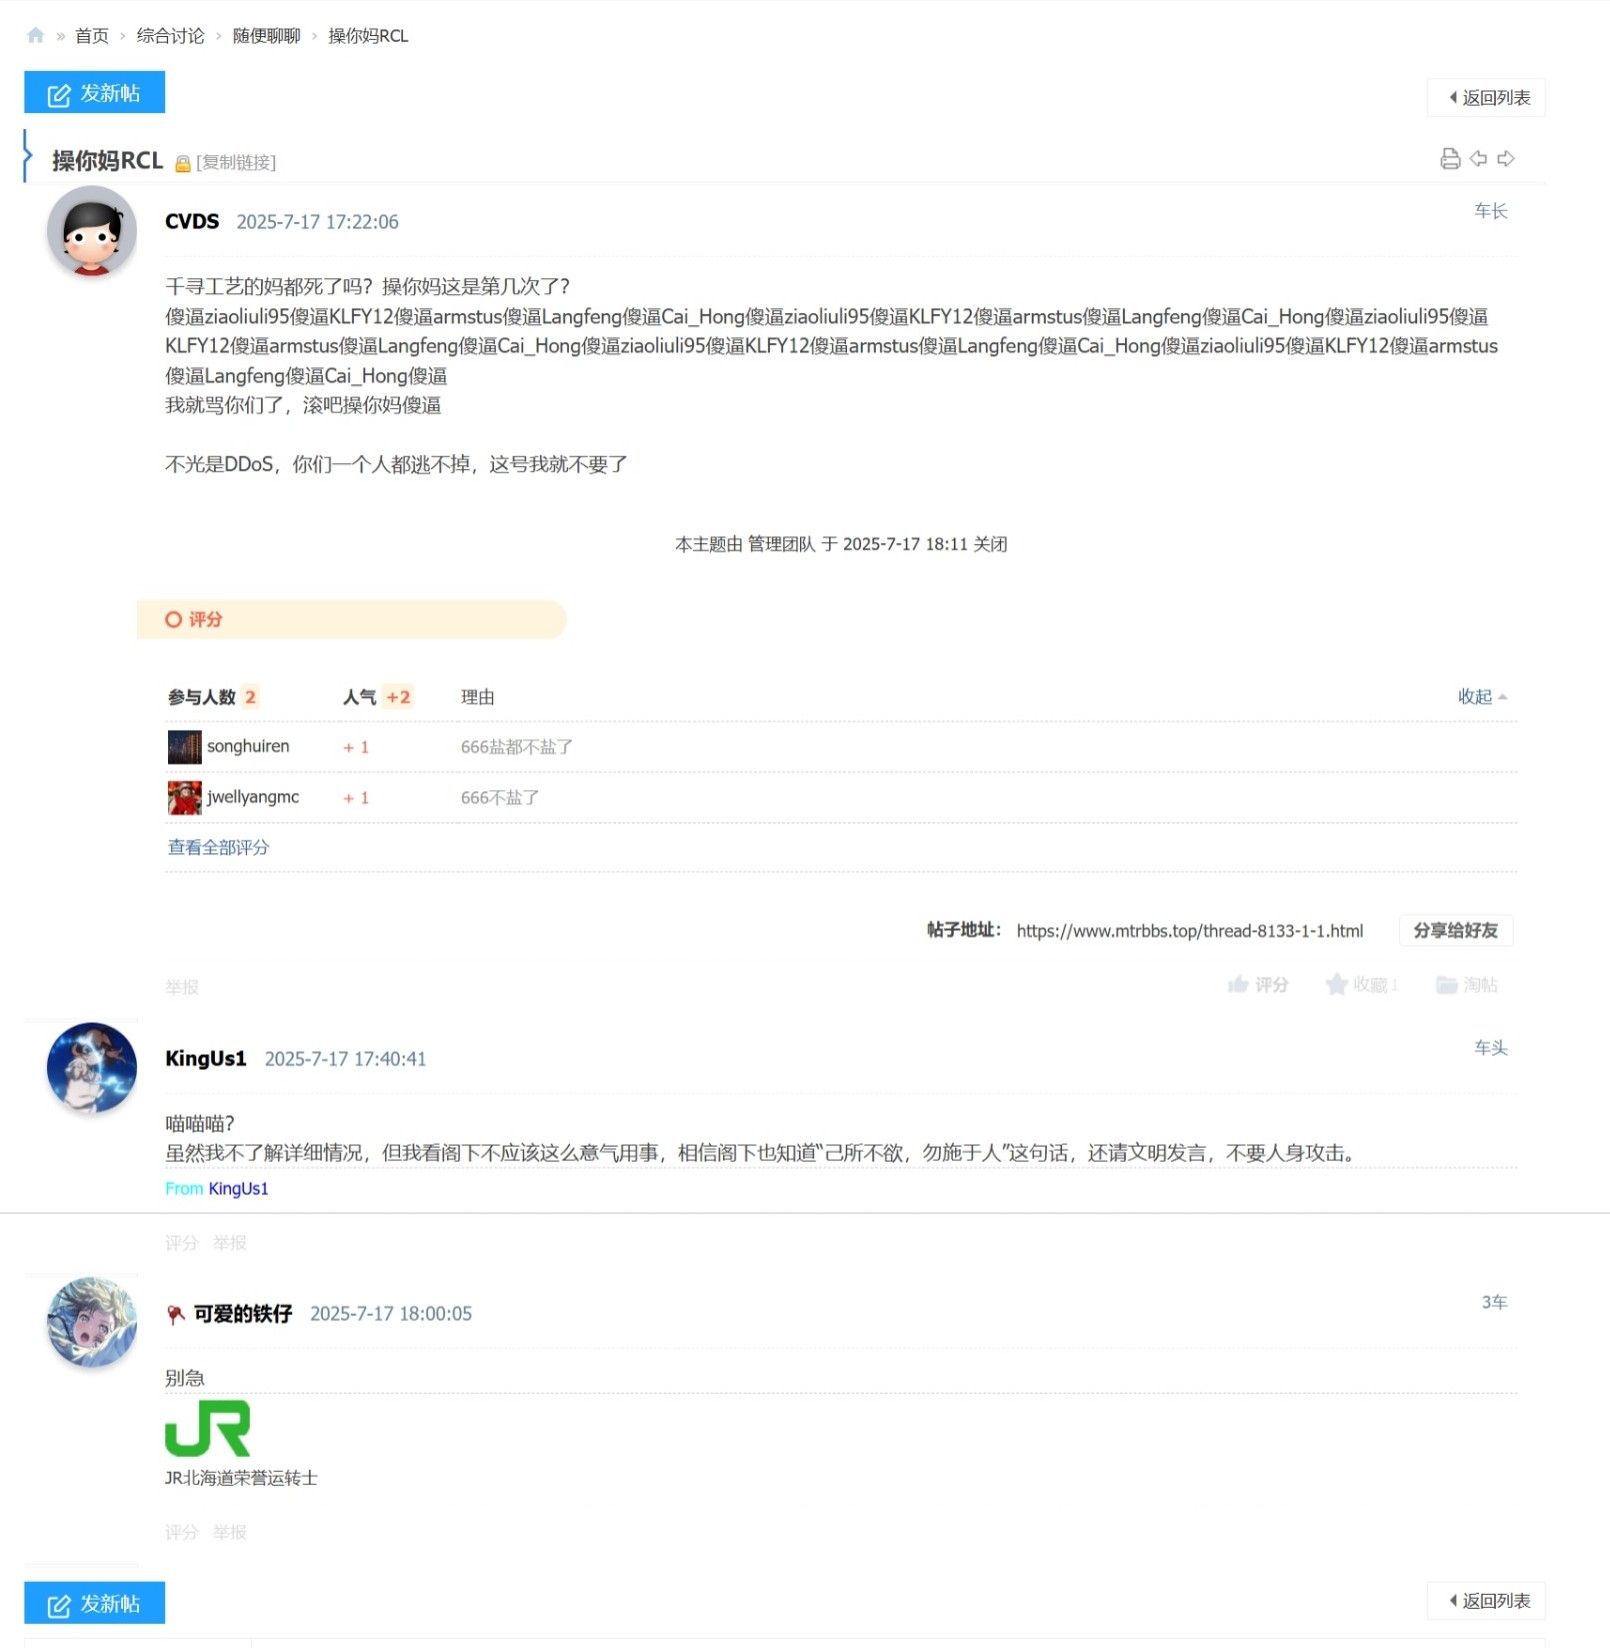 » 首页 › 综合讨论 › 随便聊聊 › 操你妈RCL
发新帖
返回列表
操你妈RCL [复制链接]
CVDS 2025-7-17 17:22:06
车长
千寻工艺的妈都死了吗？操你妈这是第几次了？
傻逼ziaoliuli95傻逼KLFY12傻逼armstus傻逼Langfeng傻逼Cai_Hong傻逼ziaoliuli95傻逼KLFY12傻逼armstus傻逼Langfeng傻逼Cai_Hong傻逼ziaoliuli95傻逼
KLFY12傻逼armstus傻逼Langfeng傻逼Cai_Hong傻逼ziaoliuli95傻逼KLFY12傻逼armstus傻逼Langfeng傻逼Cai_Hong傻逼ziaoliuli95傻逼KLFY12傻逼armstus
傻逼Langfeng傻逼Cai_Hong傻逼
我就骂你们了，滚吧操你妈傻逼
不光是DDoS，你们一个人都逃不掉，这号我就不要了
本主题由 管理团队 于 2025-7-17 18:11 关闭
评分
参与人数 2 人气 +2 理由 收起
songhuiren + 1 666盐都不盐了
jwellyangmc + 1 666不盐了
查看全部评分
帖子地址： https://www.mtrbbs.top/thread-8133-1-1.html 分享给好友
举报 评分 收藏 1 淘帖
KingUs1 2025-7-17 17:40:41
车头
喵喵喵？
虽然我不了解详细情况，但我看阁下不应该这么意气用事，相信阁下也知道“己所不欲，勿施于人”这句话，还请文明发言，不要人身攻击。
From KingUs1
评分 举报
可爱的铁仔 2025-7-17 18:00:05
3车
别急
JR
JR北海道荣誉运转士
评分 举报
发新帖
返回列表